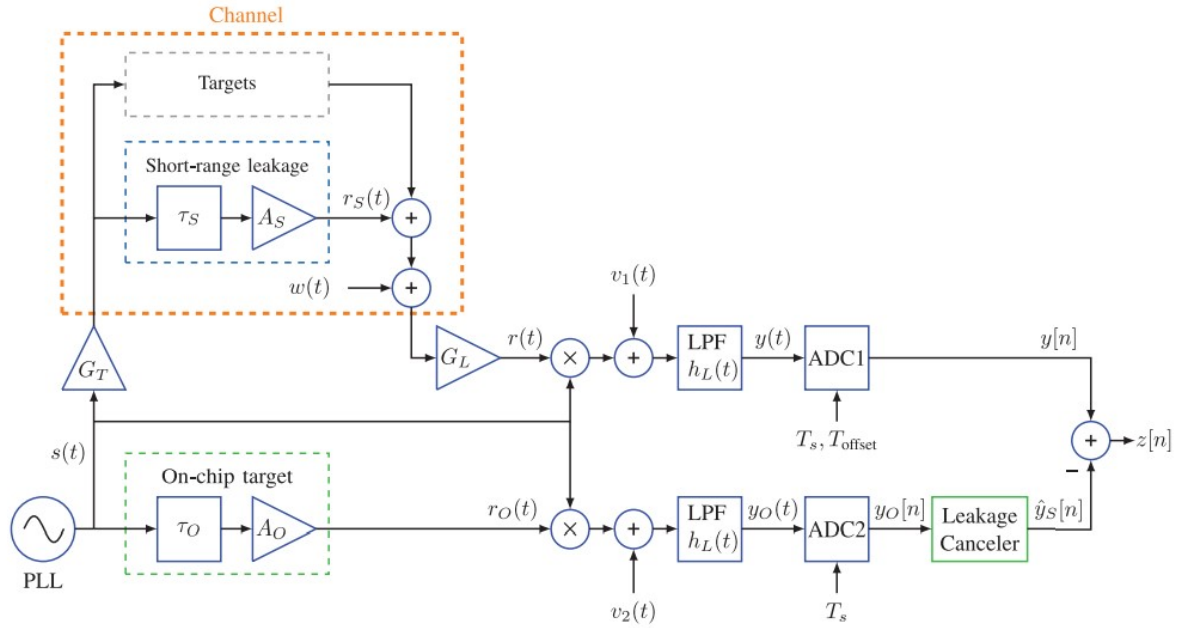 Channel
Targets
Short-range leakage
τ_S
A_S
r_S(t)
+
w(t)
+
G_T
G_L
r(t)
×
v_1(t)
+
LPF
h_L(t)
y(t)
ADC1
y[n]
T_s, T_offset
s(t)
+
−
z[n]
On-chip target
τ_O
A_O
r_O(t)
×
+
LPF
h_L(t)
y_O(t)
ADC2
y_O[n]
Leakage
Canceler
ŷ_S[n]
PLL
v_2(t)
T_s